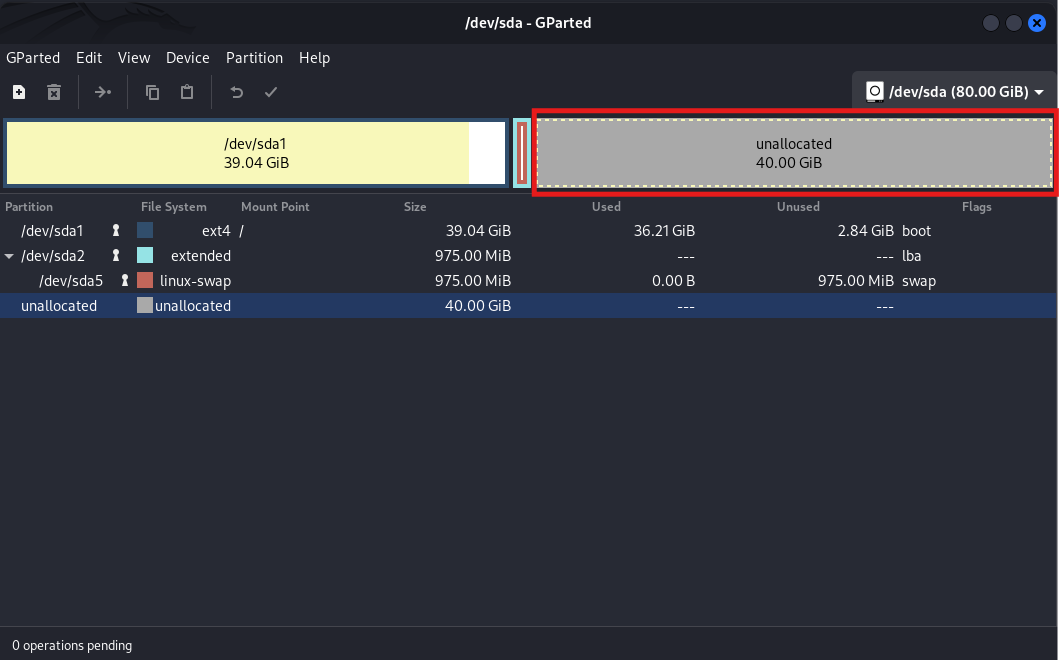 /dev/sda - GParted
GParted Edit View Device Partition Help
/dev/sda (80.00 GiB)
/dev/sda1
39.04 GiB
unallocated
40.00 GiB
Partition File System Mount Point Size Used Unused Flags
/dev/sda1 ext4 / 39.04 GiB 36.21 GiB 2.84 GiB boot
/dev/sda2 extended 975.00 MiB --- --- lba
/dev/sda5 linux-swap 975.00 MiB 0.00 B 975.00 MiB swap
unallocated unallocated 40.00 GiB --- ---
0 operations pending